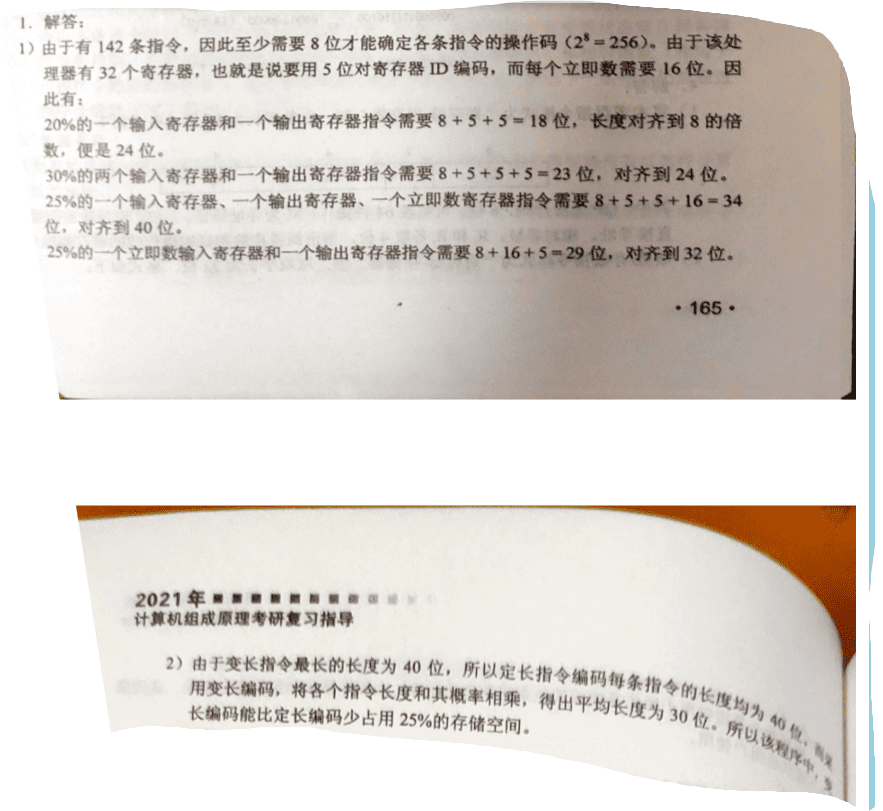 1. 解答：
1）由于有 142 条指令，因此至少需要 8 位才能确定各条指令的操作码（2⁸ = 256）。由于该处
理器有 32 个寄存器，也就是说要用 5 位对寄存器 ID 编码，而每个立即数需要 16 位。因
此有：
20%的一个输入寄存器和一个输出寄存器指令需要 8 + 5 + 5 = 18 位，长度对齐到 8 的倍
数，便是 24 位。
30%的两个输入寄存器和一个输出寄存器指令需要 8 + 5 + 5 + 5 = 23 位，对齐到 24 位。
25%的一个输入寄存器、一个输出寄存器、一个立即数寄存器指令需要 8 + 5 + 5 + 16 = 34
位，对齐到 40 位。
25%的一个立即数输入寄存器和一个输出寄存器指令需要 8 + 16 + 5 = 29 位，对齐到 32 位。
· 165 ·
2021 年
计算机组成原理考研复习指导
2）由于变长指令最长的长度为 40 位，所以定长指令编码每条指令的长度均为 40 位，而采
用变长编码，将各个指令长度和其概率相乘，得出平均长度为 30 位。所以该程序中，变
长编码能比定长编码少占用 25%的存储空间。